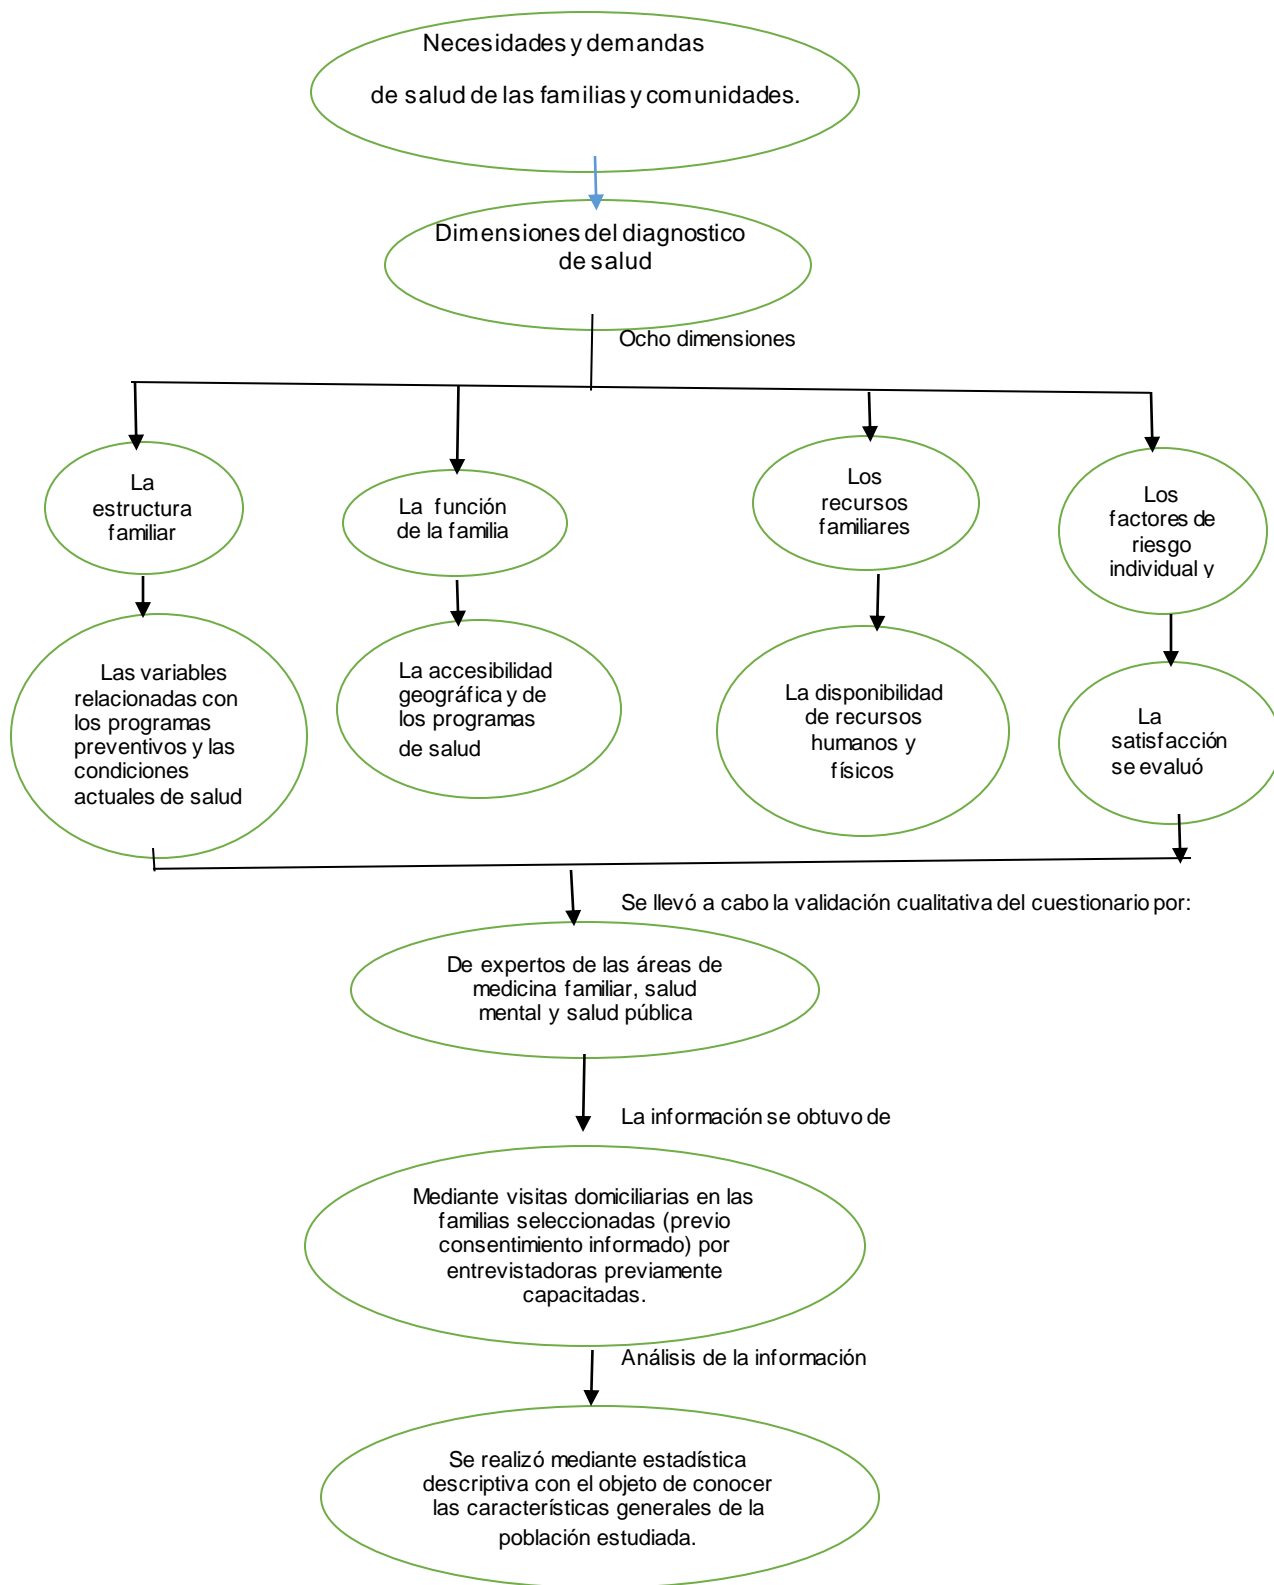 Necesidades y demandas
de salud de las familias y comunidades.
Dimensiones del diagnostico
de salud
Ocho dimensiones
La
estructura
familiar
La función
de la familia
Los
recursos
familiares
Los
factores de
riesgo
individual y
Las variables
relacionadas con
los programas
preventivos y las
condiciones
actuales de salud
La accesibilidad
geográfica y de
los programas
de salud
La disponibilidad
de recursos
humanos y
físicos
La
satisfacción
se evaluó
Se llevó a cabo la validación cualitativa del cuestionario por:
De expertos de las áreas de
medicina familiar, salud
mental y salud pública
La información se obtuvo de
Mediante visitas domiciliarias en las
familias seleccionadas (previo
consentimiento informado) por
entrevistadoras previamente
capacitadas.
Análisis de la información
Se realizó mediante estadística
descriptiva con el objeto de conocer
las características generales de la
población estudiada.